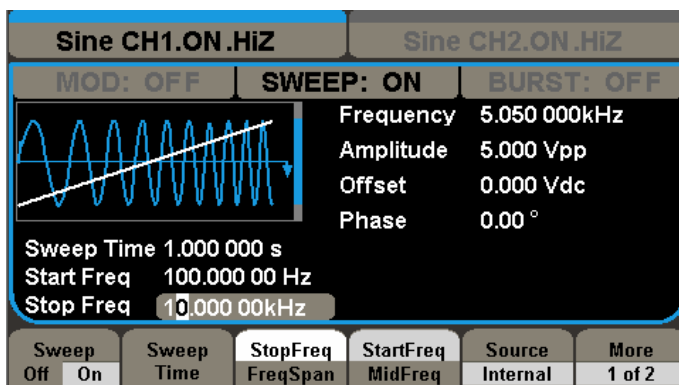 Sine CH1.ON.HiZ
Sine CH2.ON.HiZ
MOD: OFF
SWEEP: ON
BURST: OFF
Frequency 5.050 000kHz
Amplitude 5.000 Vpp
Offset 0.000 Vdc
Phase 0.00 °
Sweep Time 1.000 000 s
Start Freq 100.000 00 Hz
Stop Freq 10.000 00kHz
Sweep
Off On
Sweep
Time
StopFreq
FreqSpan
StartFreq
MidFreq
Source
Internal
More
1 of 2